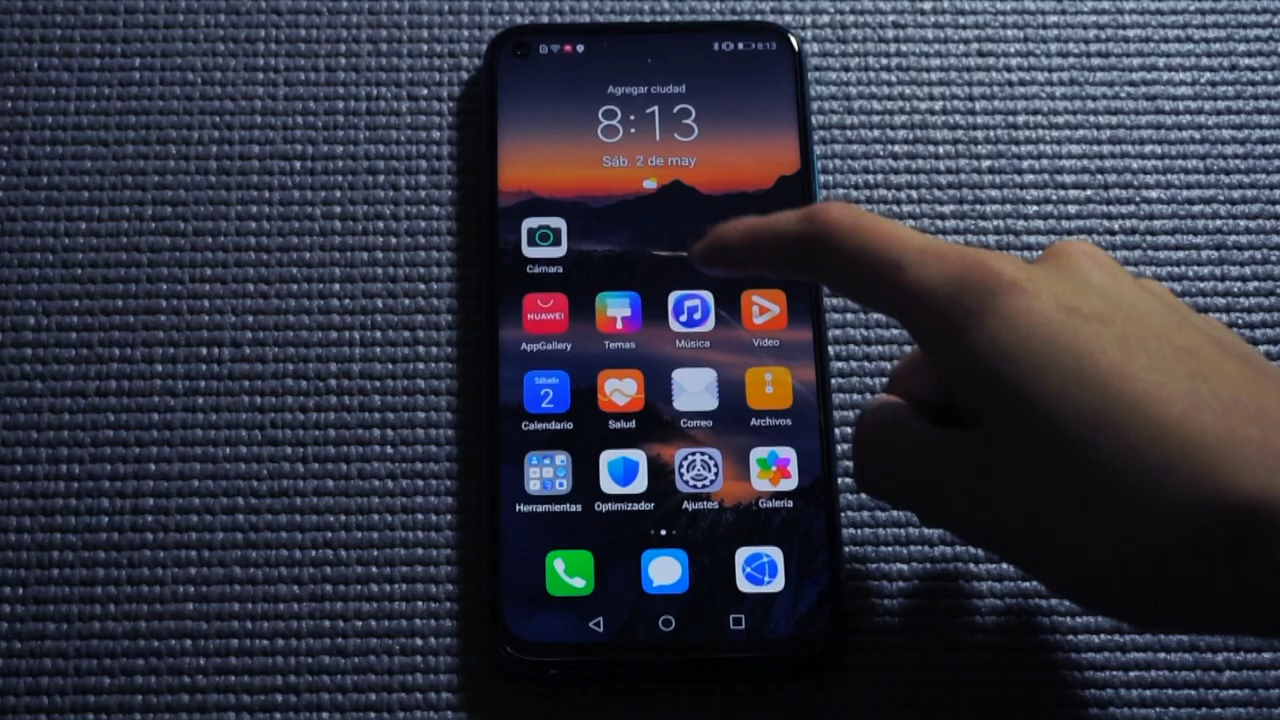 8:13
Agregar ciudad
8:13
Sáb. 2 de may
Cámara
HUAWEI
AppGallery
Temas
Música
Video
Sábado
2
Calendario
Salud
Correo
Archivos
Herramientas
Optimizador
Ajustes
Galería